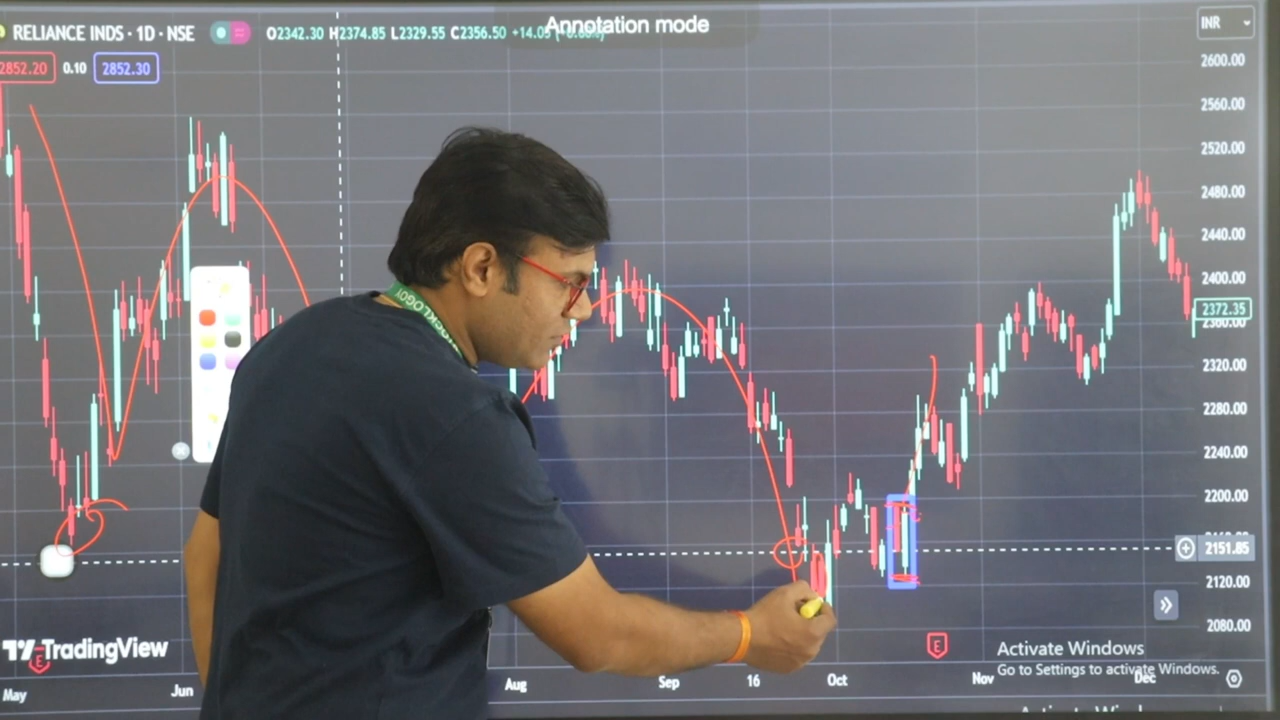 Annotation mode
RELIANCE INDS · 1D · NSE
O2342.30 H2374.85 L2329.55 C2356.50
INR
2852.20 0.10 2852.30
2600.00
2560.00
2520.00
2480.00
2440.00
2400.00
2372.35
2360.00
2320.00
2280.00
2240.00
2200.00
2151.85
2120.00
2080.00
TradingView
E
E
Activate Windows
Go to Settings to activate Windows.
May Jun Aug Sep 16 Oct Nov Dec